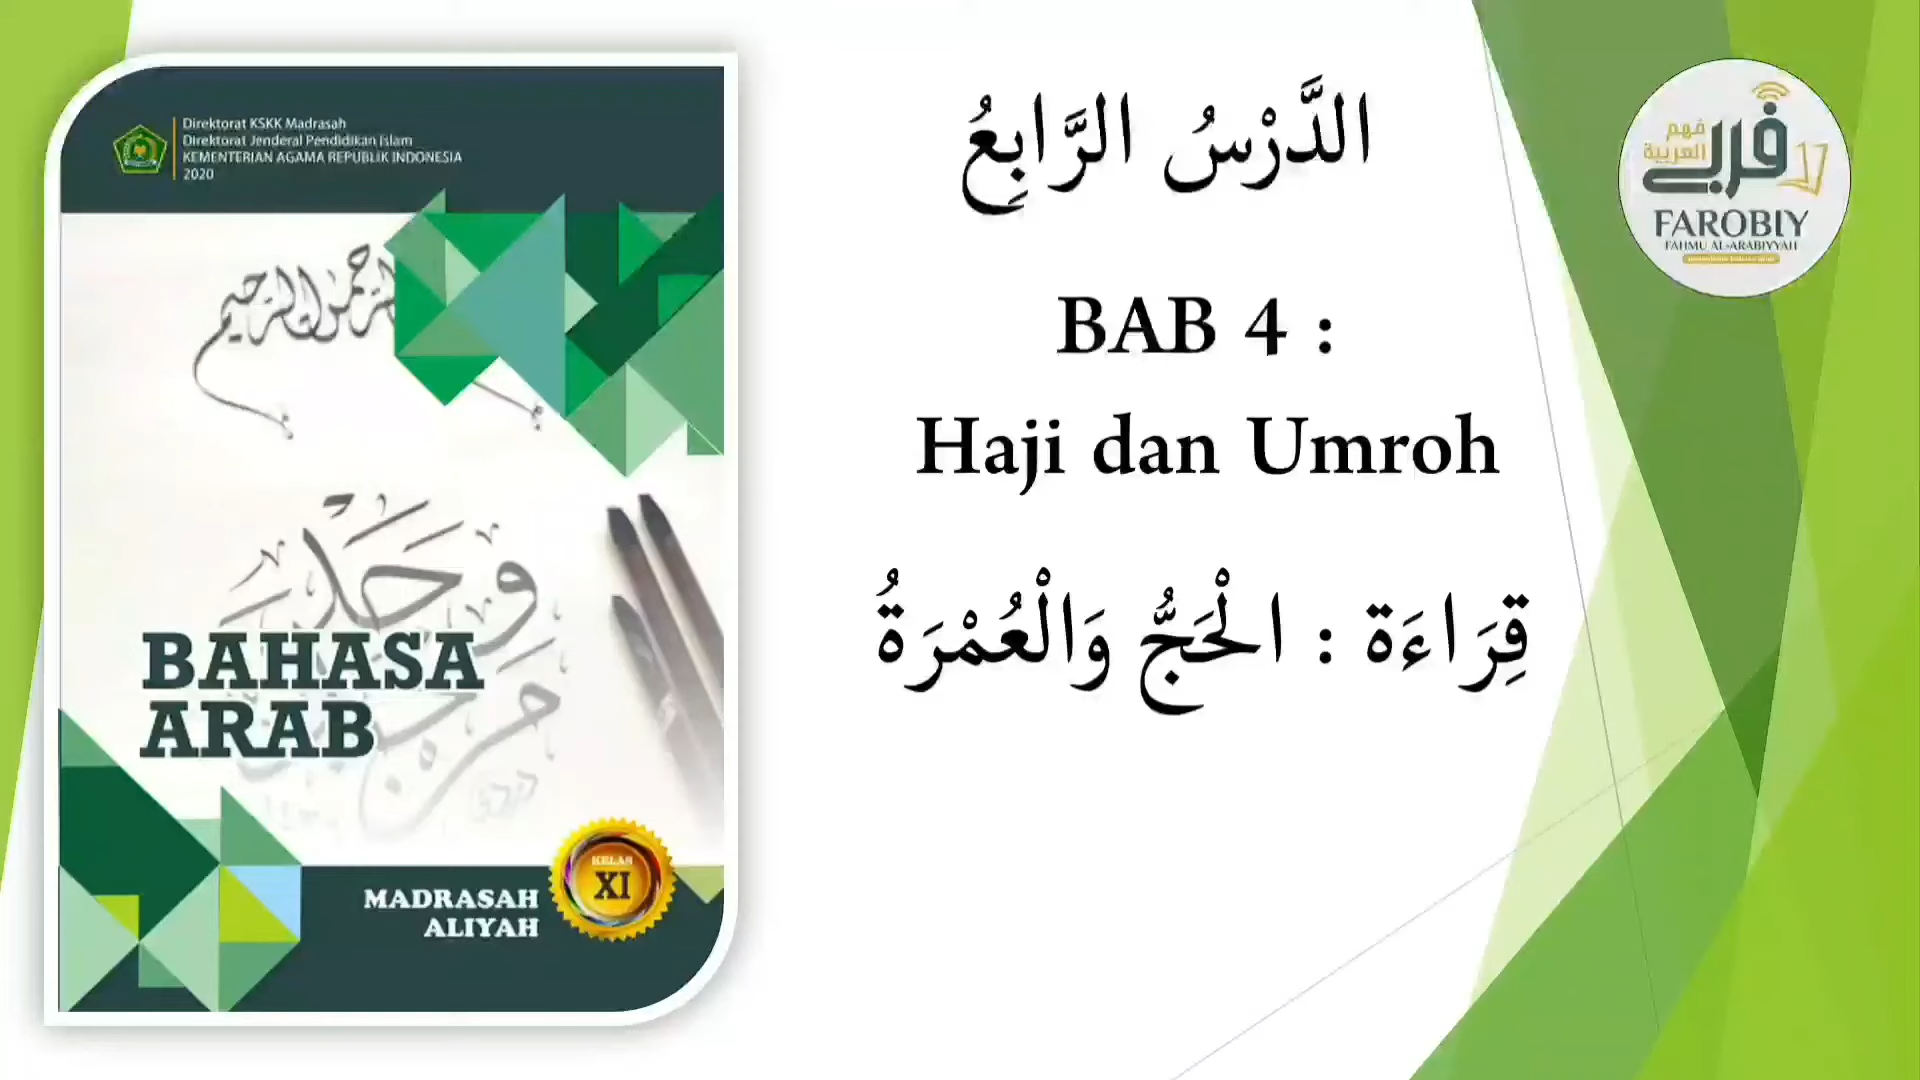 Direktorat KSKK Madrasah
Direktorat Jenderal Pendidikan Islam
KEMENTERIAN AGAMA REPUBLIK INDONESIA
2020
BAHASA
ARAB
KELAS
XI
MADRASAH
ALIYAH
الدَّرْسُ الرَّابِعُ
BAB 4 :
Haji dan Umroh
قِرَاءَة : الْحَجُّ وَالْعُمْرَةُ
فهم
العربية
فاربي
FAROBIY
FAHMU AL-ARABIYYAH